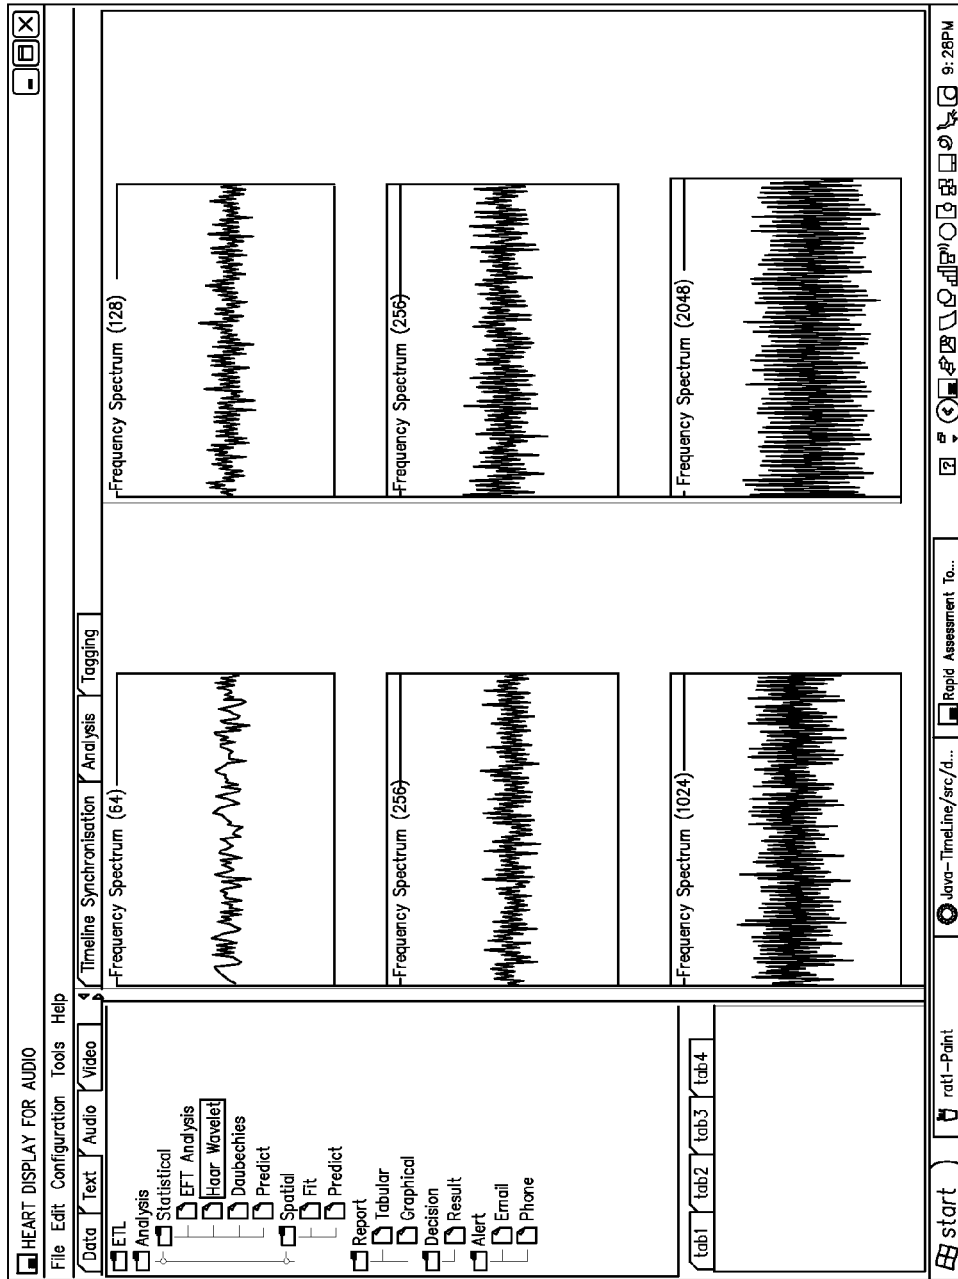 HEART DISPLAY FOR AUDIO
File Edit Configuration Tools Help
Data Text Audio Video
ETL
Analysis
Statistical
EFT Analysis
Haar Wavelet
Daubechies
Predict
Spatial
Fit
Predict
Report
Tabular
Graphical
Decision
Result
Alert
Email
Phone
tab1 tab2 tab3 tab4
Timeline Synchronisation Analysis Tagging
Frequency Spectrum (64)
Frequency Spectrum (128)
Frequency Spectrum (256)
Frequency Spectrum (256)
Frequency Spectrum (1024)
Frequency Spectrum (2048)
start rat1-Paint Java-TimeLine/src/d... Rapid Assessment To... ? 9:28PM